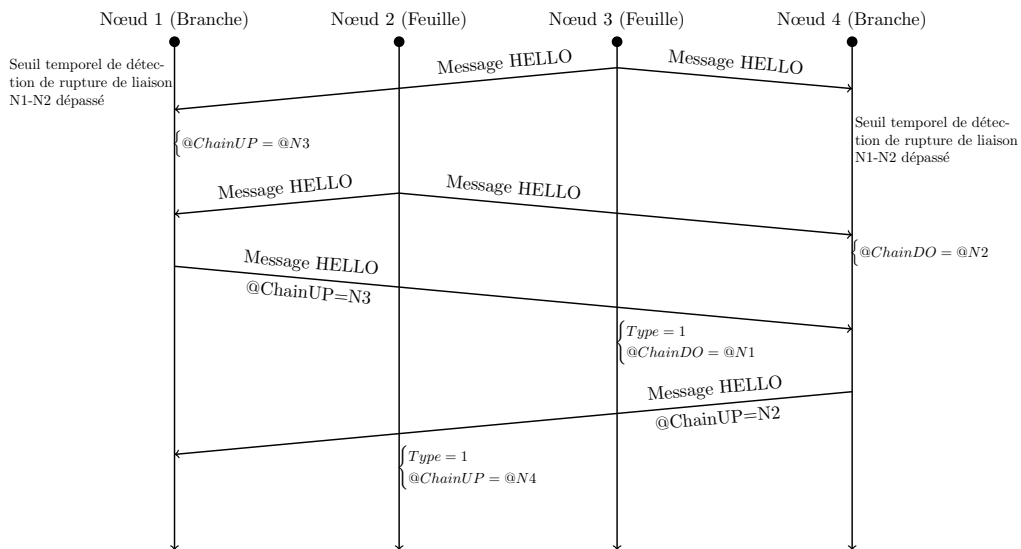 Nœud 1 (Branche)
Nœud 2 (Feuille)
Nœud 3 (Feuille)
Nœud 4 (Branche)
Seuil temporel de détec-
tion de rupture de liaison
N1-N2 dépassé
Message HELLO
Message HELLO
Seuil temporel de détec-
tion de rupture de liaison
N1-N2 dépassé
@ChainUP = @N3
Message HELLO
Message HELLO
@ChainDO = @N2
Message HELLO
@ChainUP=N3
Type = 1
@ChainDO = @N1
Message HELLO
@ChainUP=N2
Type = 1
@ChainUP = @N4